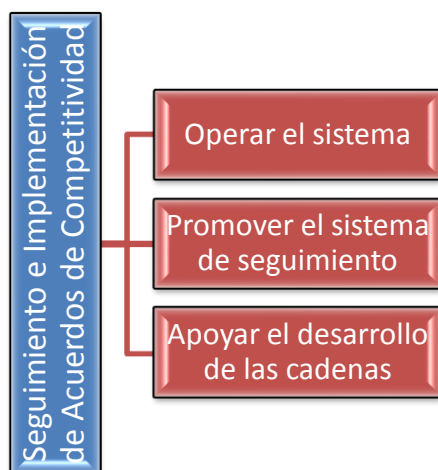 Seguimiento e Implementación
de Acuerdos de Competitividad
Operar el sistema
Promover el sistema
de seguimiento
Apoyar el desarrollo
de las cadenas